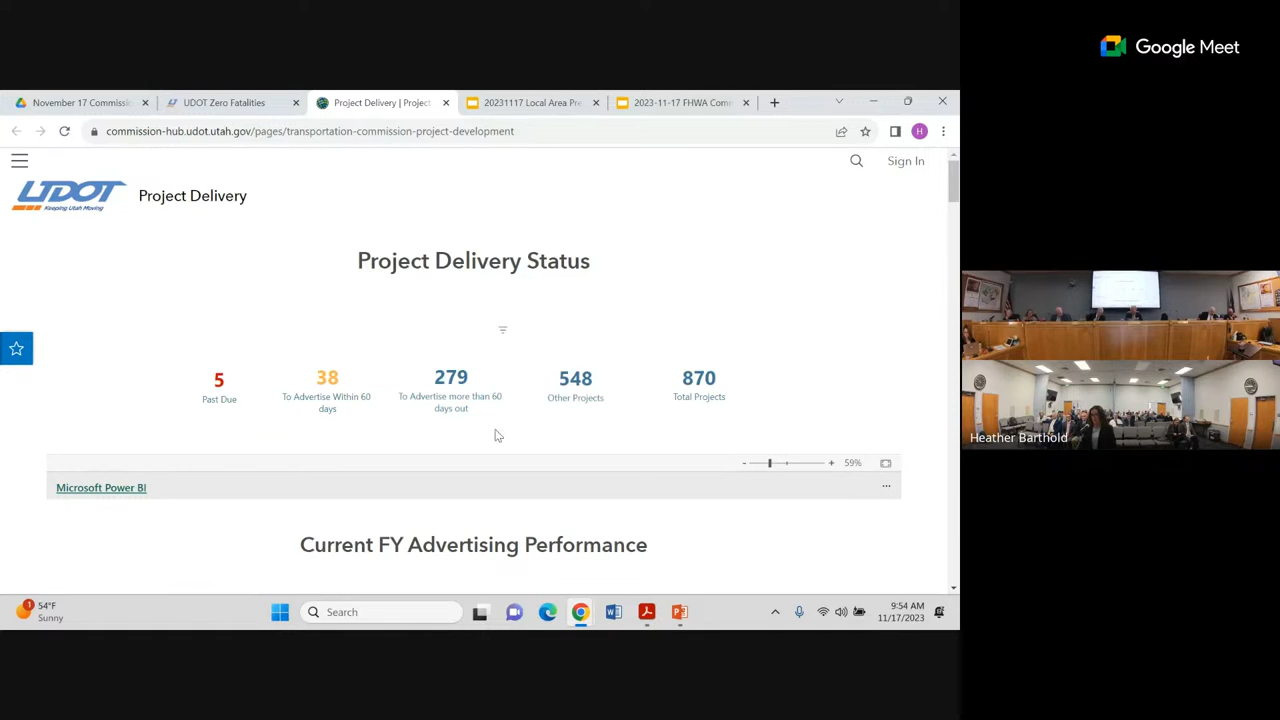 Google Meet
November 17 Commissi
UDOT Zero Fatalities
Project Delivery | Project
20231117 Local Area Pre
2023-11-17 FHWA Com
commission-hub.udot.utah.gov/pages/transportation-commission-project-development
H
Sign In
UDOT
Keeping Utah Moving
Project Delivery
Project Delivery Status
5
Past Due
38
To Advertise Within 60
days
279
To Advertise more than 60
days out
548
Other Projects
870
Total Projects
- + 59%
Microsoft Power BI
Current FY Advertising Performance
Heather Barthold
1
54°F
Sunny
Search
9:54 AM
11/17/2023